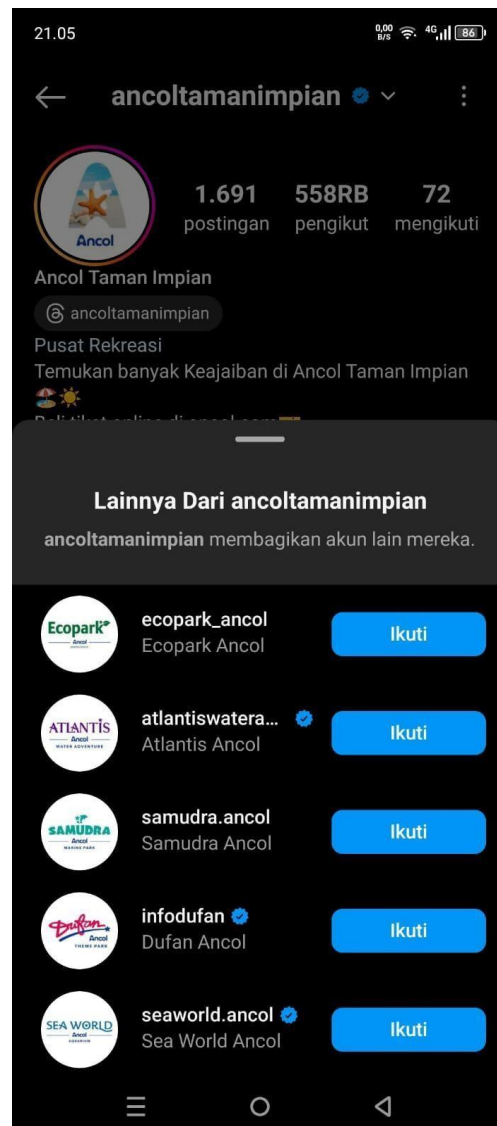 21.05
0,00 B/S 4G 86
ancoltamanimpian
1.691 558RB 72
postingan pengikut mengikuti
Ancol
Ancol Taman Impian
ancoltamanimpian
Pusat Rekreasi
Temukan banyak Keajaiban di Ancol Taman Impian
Lainnya Dari ancoltamanimpian
ancoltamanimpian membagikan akun lain mereka.
Ecopark
Ancol
ecopark_ancol
Ecopark Ancol
Ikuti
ATLANTIS
Ancol
WATER ADVENTURE
atlantiswatera...
Atlantis Ancol
Ikuti
SAMUDRA
Ancol
MARINE PARK
samudra.ancol
Samudra Ancol
Ikuti
Dufan
Ancol
THEME PARK
infodufan
Dufan Ancol
Ikuti
SEA WORLD
Ancol
AQUARIUM
seaworld.ancol
Sea World Ancol
Ikuti